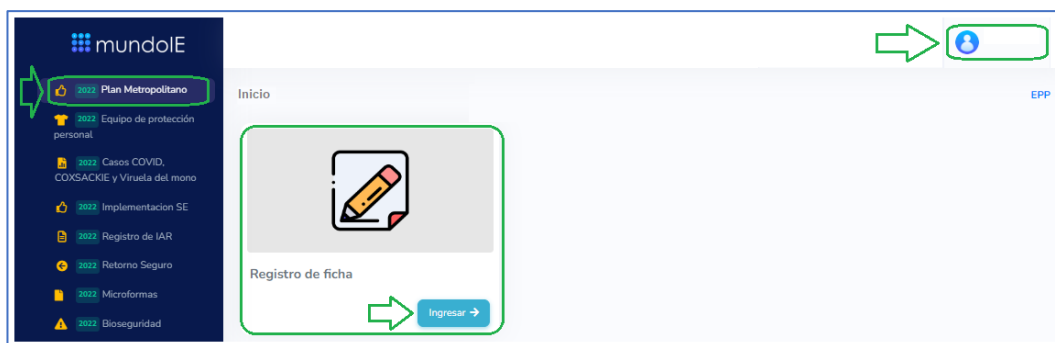 mundoIE
2022 Plan Metropolitano
2022 Equipo de protección
personal
2022 Casos COVID,
COXSACKIE y Viruela del mono
2022 Implementacion SE
2022 Registro de IAR
2022 Retorno Seguro
2022 Microformas
2022 Bioseguridad
Inicio
EPP
Registro de ficha
Ingresar →